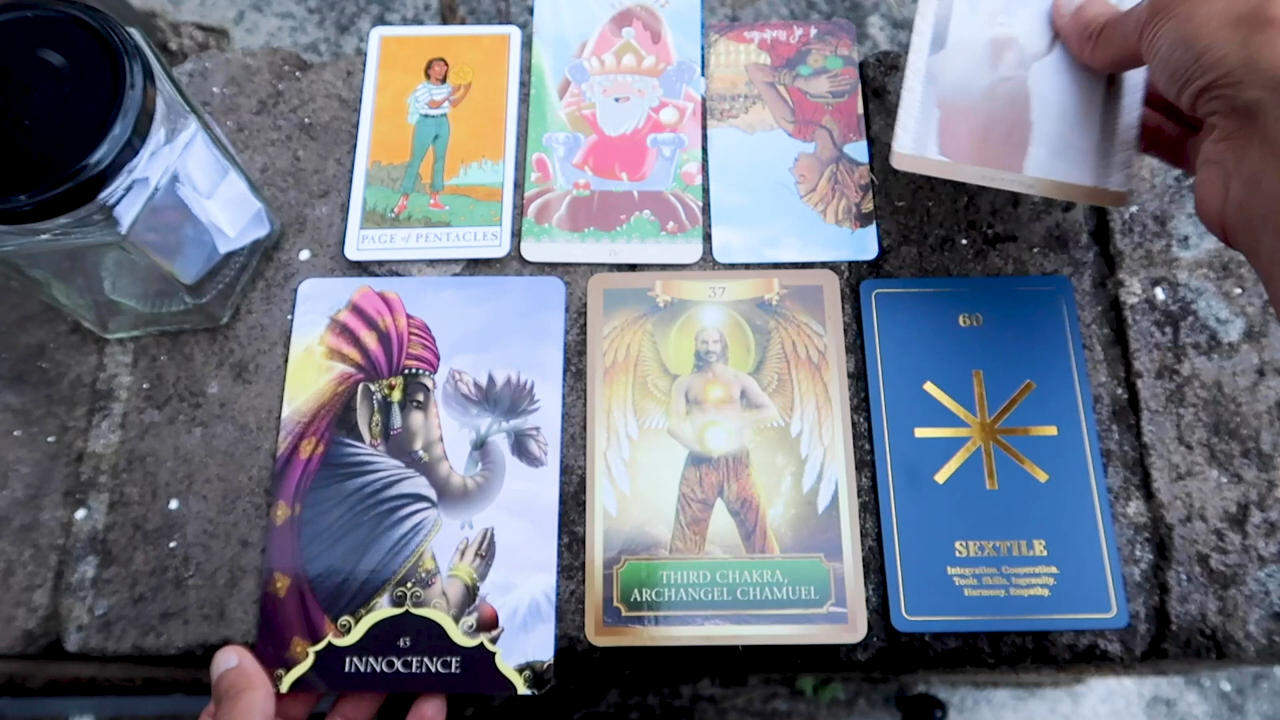 PAGE of PENTACLES
IV
37
THIRD CHAKRA,
ARCHANGEL CHAMUEL
60
SEXTILE
Integration. Cooperation.
Tools. Skills. Ingenuity.
Harmony. Empathy.
43
INNOCENCE